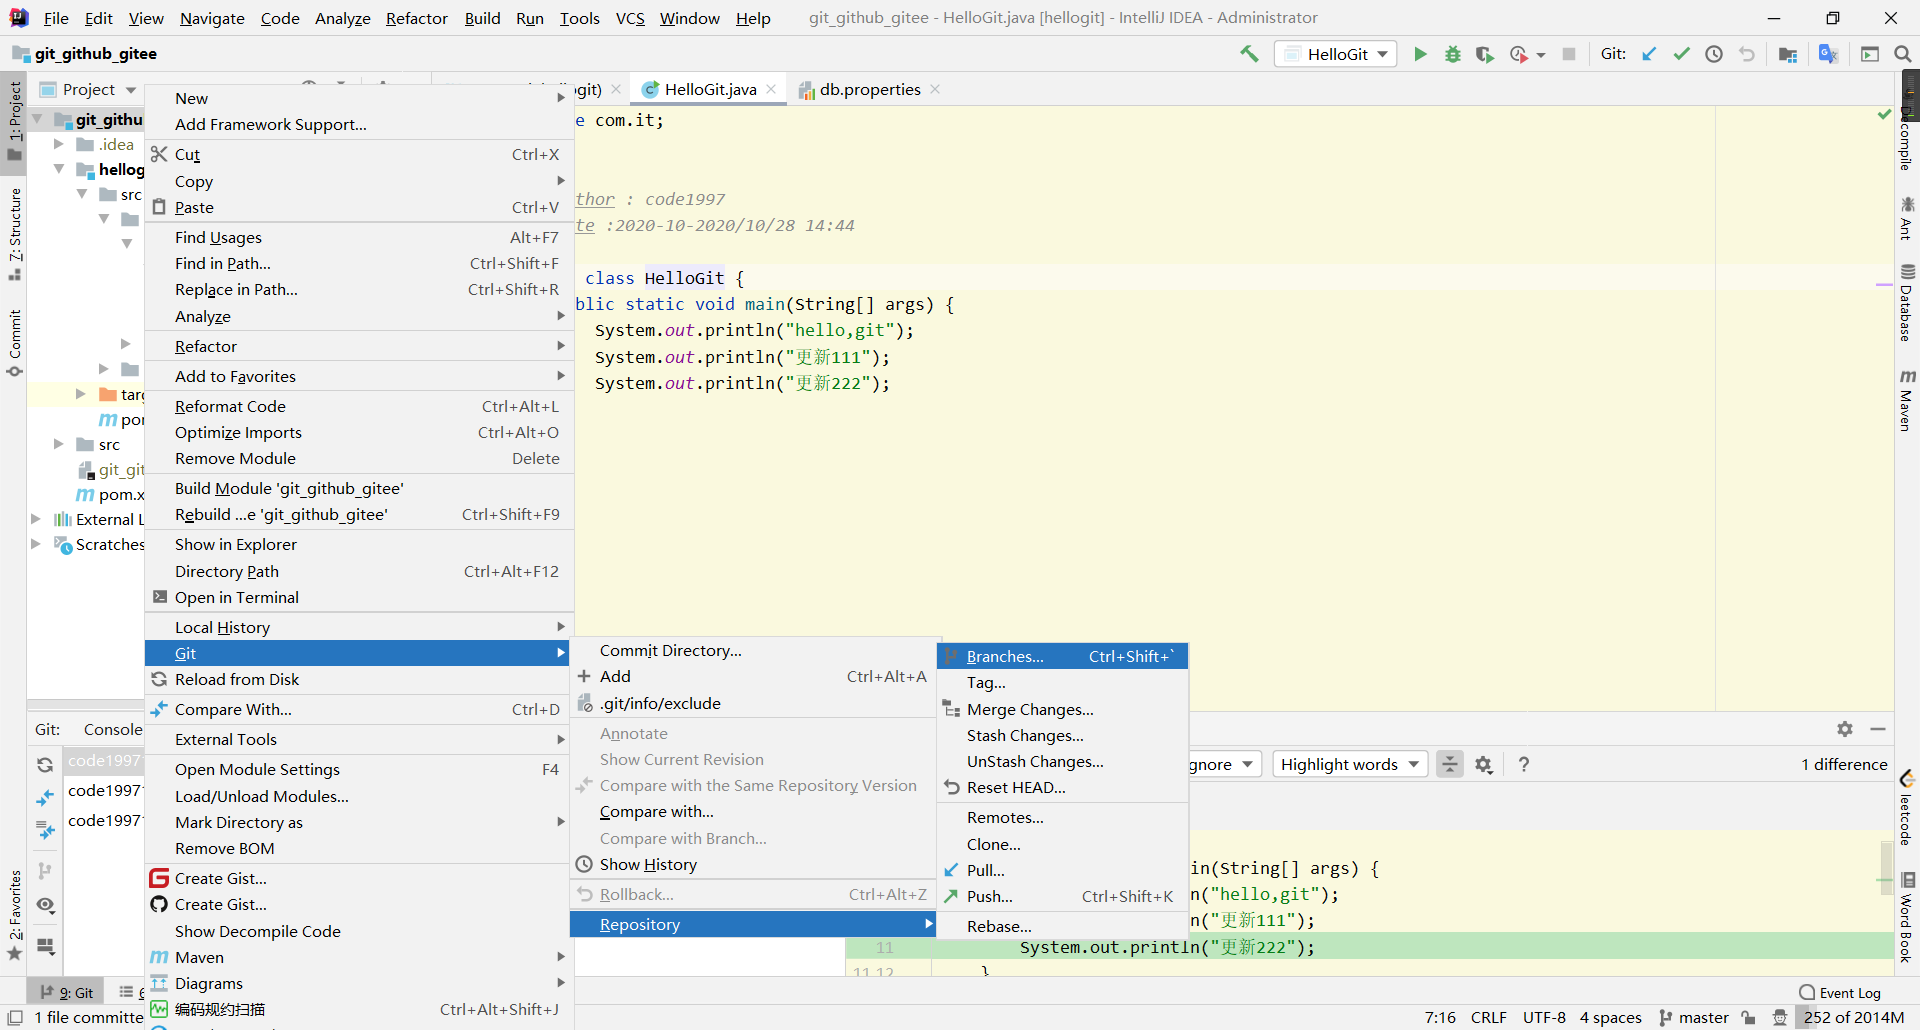 File Edit View Navigate Code Analyze Refactor Build Run Tools VCS Window Help git_github_gitee - HelloGit.java [hellogit] - IntelliJ IDEA - Administrator
git_github_gitee
HelloGit
Git:
Project
git)
HelloGit.java
db.properties
1: Project
7: Structure
Commit
2: Favorites
git_githu
.idea
hellog
src
targ
por
src
git_git
pom.x
External L
Scratches
New
Add Framework Support...
Cut Ctrl+X
Copy
Paste Ctrl+V
Find Usages Alt+F7
Find in Path... Ctrl+Shift+F
Replace in Path... Ctrl+Shift+R
Analyze
Refactor
Add to Favorites
Reformat Code Ctrl+Alt+L
Optimize Imports Ctrl+Alt+O
Remove Module Delete
Build Module 'git_github_gitee'
Rebuild ...e 'git_github_gitee' Ctrl+Shift+F9
Show in Explorer
Directory Path Ctrl+Alt+F12
Open in Terminal
Local History
Git
Reload from Disk
Compare With... Ctrl+D
External Tools
Open Module Settings F4
Load/Unload Modules...
Mark Directory as
Remove BOM
Create Gist...
Create Gist...
Show Decompile Code
Maven
Diagrams
编码规约扫描 Ctrl+Alt+Shift+J
Commit Directory...
Add Ctrl+Alt+A
.git/info/exclude
Annotate
Show Current Revision
Compare with the Same Repository Version
Compare with...
Compare with Branch...
Show History
Rollback... Ctrl+Alt+Z
Repository
Branches... Ctrl+Shift+`
Tag...
Merge Changes...
Stash Changes...
UnStash Changes...
Reset HEAD...
Remotes...
Clone...
Pull...
Push... Ctrl+Shift+K
Rebase...
e com.it;
thor : code1997
te :2020-10-2020/10/28 14:44
class HelloGit {
blic static void main(String[] args) {
System.out.println("hello,git");
System.out.println("更新111");
System.out.println("更新222");
Decompile
Ant
Database
Maven
leetcode
Word Book
Git: Console
code1997
code1997
code1997
gnore
Highlight words
?
1 difference
in(String[] args) {
n("hello,git");
n("更新111");
11 System.out.println("更新222");
11 12 }
9: Git
6
Event Log
1 file committe
7:16 CRLF UTF-8 4 spaces master 252 of 2014M